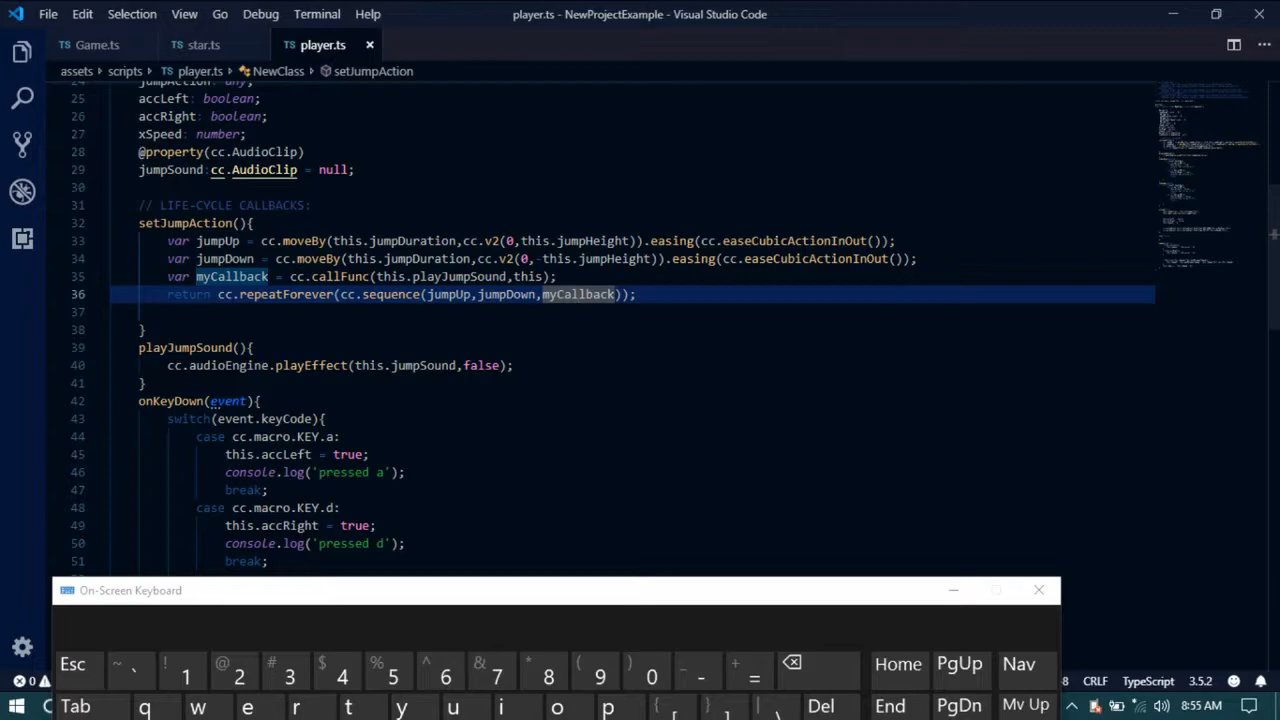 File Edit Selection View Go Debug Terminal Help player.ts - NewProjectExample - Visual Studio Code
TS Game.ts TS star.ts TS player.ts
assets scripts TS player.ts NewClass setJumpAction
24 jumpAction: any;
25 accLeft: boolean;
26 accRight: boolean;
27 xSpeed: number;
28 @property(cc.AudioClip)
29 jumpSound:cc.AudioClip = null;
30
31 // LIFE-CYCLE CALLBACKS:
32 setJumpAction(){
33 var jumpUp = cc.moveBy(this.jumpDuration,cc.v2(0,this.jumpHeight)).easing(cc.easeCubicActionInOut());
34 var jumpDown = cc.moveBy(this.jumpDuration,cc.v2(0,-this.jumpHeight)).easing(cc.easeCubicActionInOut());
35 var myCallback = cc.callFunc(this.playJumpSound,this);
36 return cc.repeatForever(cc.sequence(jumpUp,jumpDown,myCallback));
37
38 }
39 playJumpSound(){
40 cc.audioEngine.playEffect(this.jumpSound,false);
41 }
42 onKeyDown(event){
43 switch(event.keyCode){
44 case cc.macro.KEY.a:
45 this.accLeft = true;
46 console.log('pressed a');
47 break;
48 case cc.macro.KEY.d:
49 this.accRight = true;
50 console.log('pressed d');
51 break;
On-Screen Keyboard
Esc ~ ` ! 1 @ 2 # 3 $ 4 % 5 ^ 6 & 7 * 8 ( 9 ) 0 _ - + = Home PgUp Nav
0 8 CRLF TypeScript 3.5.2
Tab q w e r t y u i o p { [ } ] | \ Del End PgDn Mv Up 8:55 AM